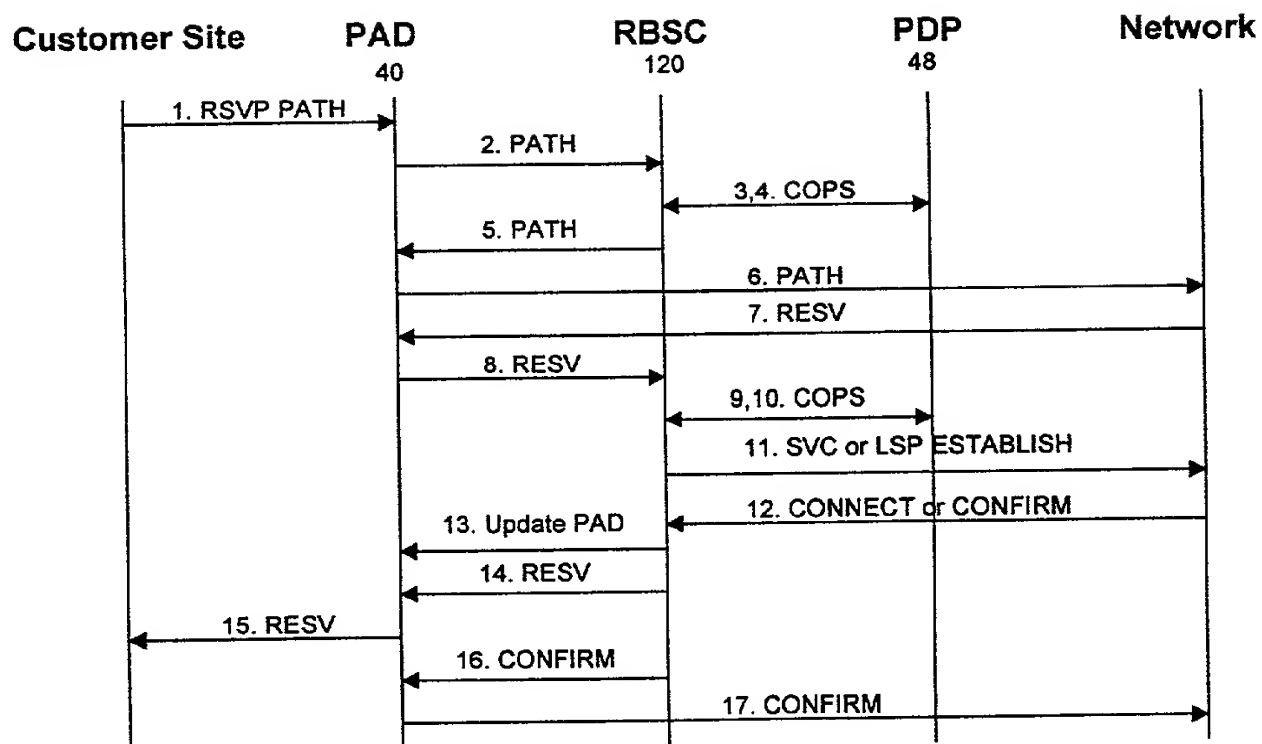 Customer Site
PAD
RBSC
PDP
Network
40
120
48
1. RSVP PATH
2. PATH
3,4. COPS
5. PATH
6. PATH
7. RESV
8. RESV
9,10. COPS
11. SVC or LSP ESTABLISH
12. CONNECT or CONFIRM
13. Update PAD
14. RESV
15. RESV
16. CONFIRM
17. CONFIRM